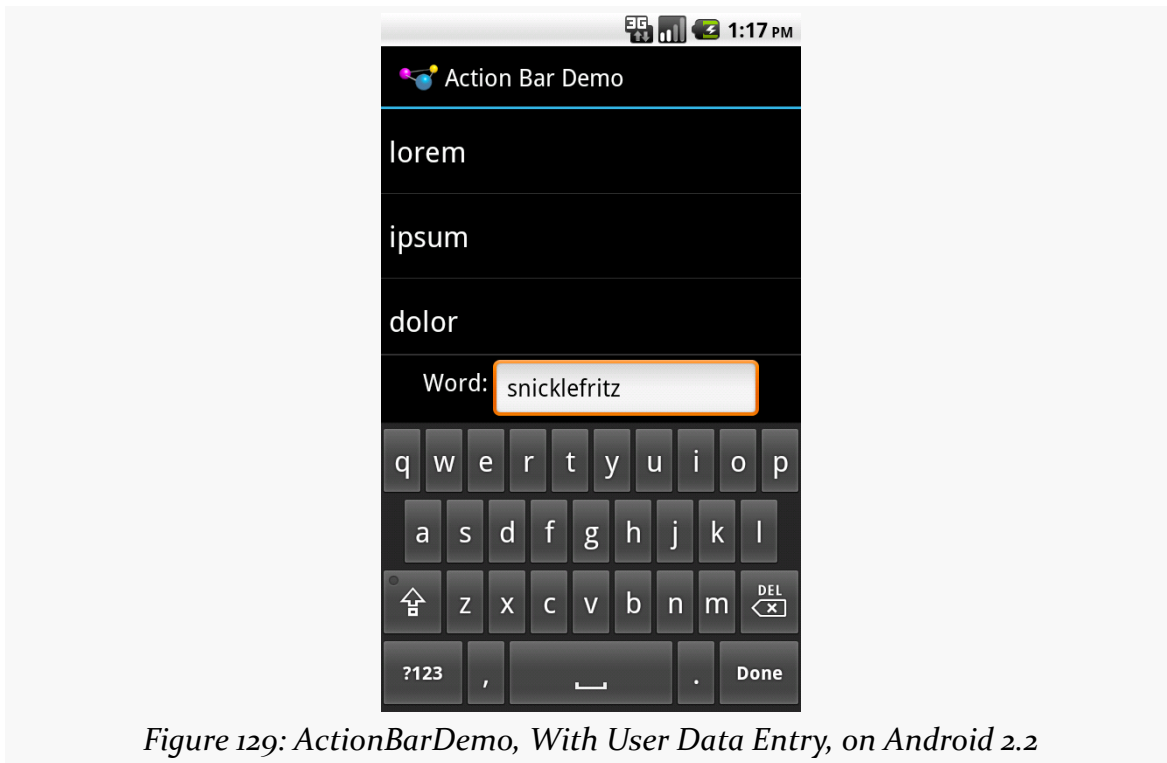 3G 1:17 PM
Action Bar Demo
lorem
ipsum
dolor
Word: snicklefritz
q w e r t y u i o p
a s d f g h j k l
z x c v b n m DEL
?123 , . Done
Figure 129: ActionBarDemo, With User Data Entry, on Android 2.2